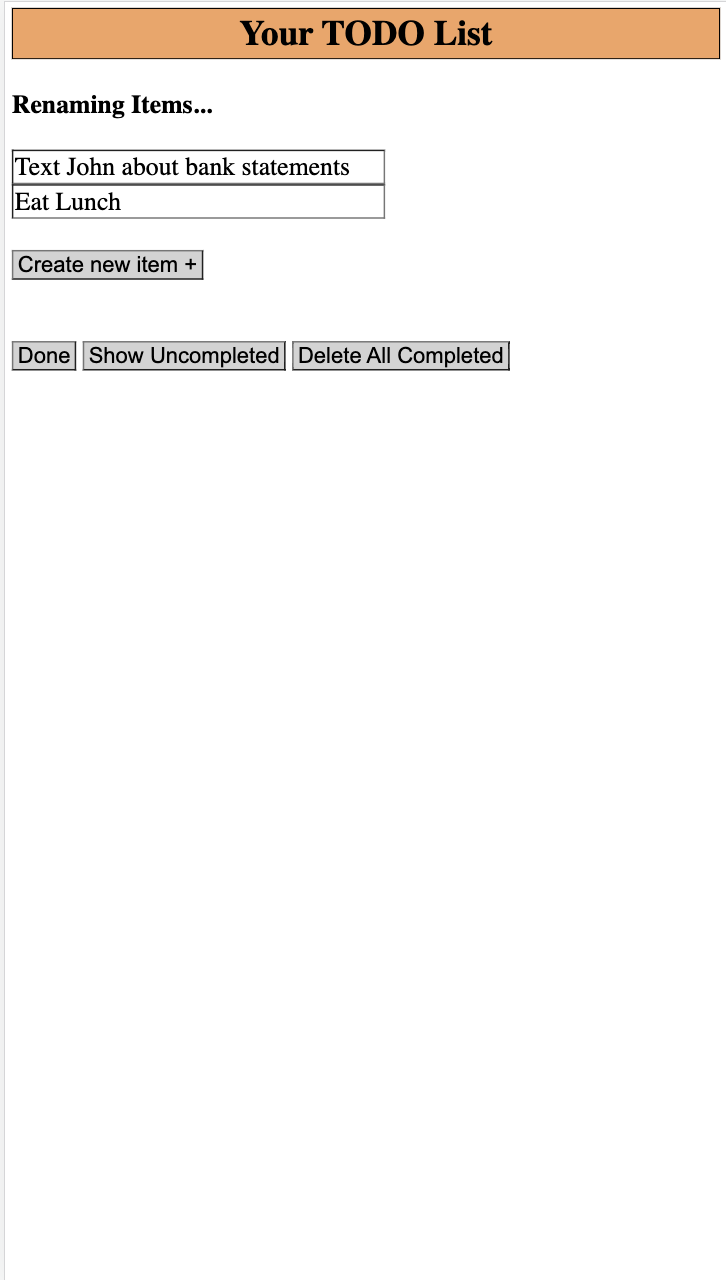 Your TODO List
Renaming Items...
Text John about bank statements
Eat Lunch
Create new item +
Done Show Uncompleted Delete All Completed